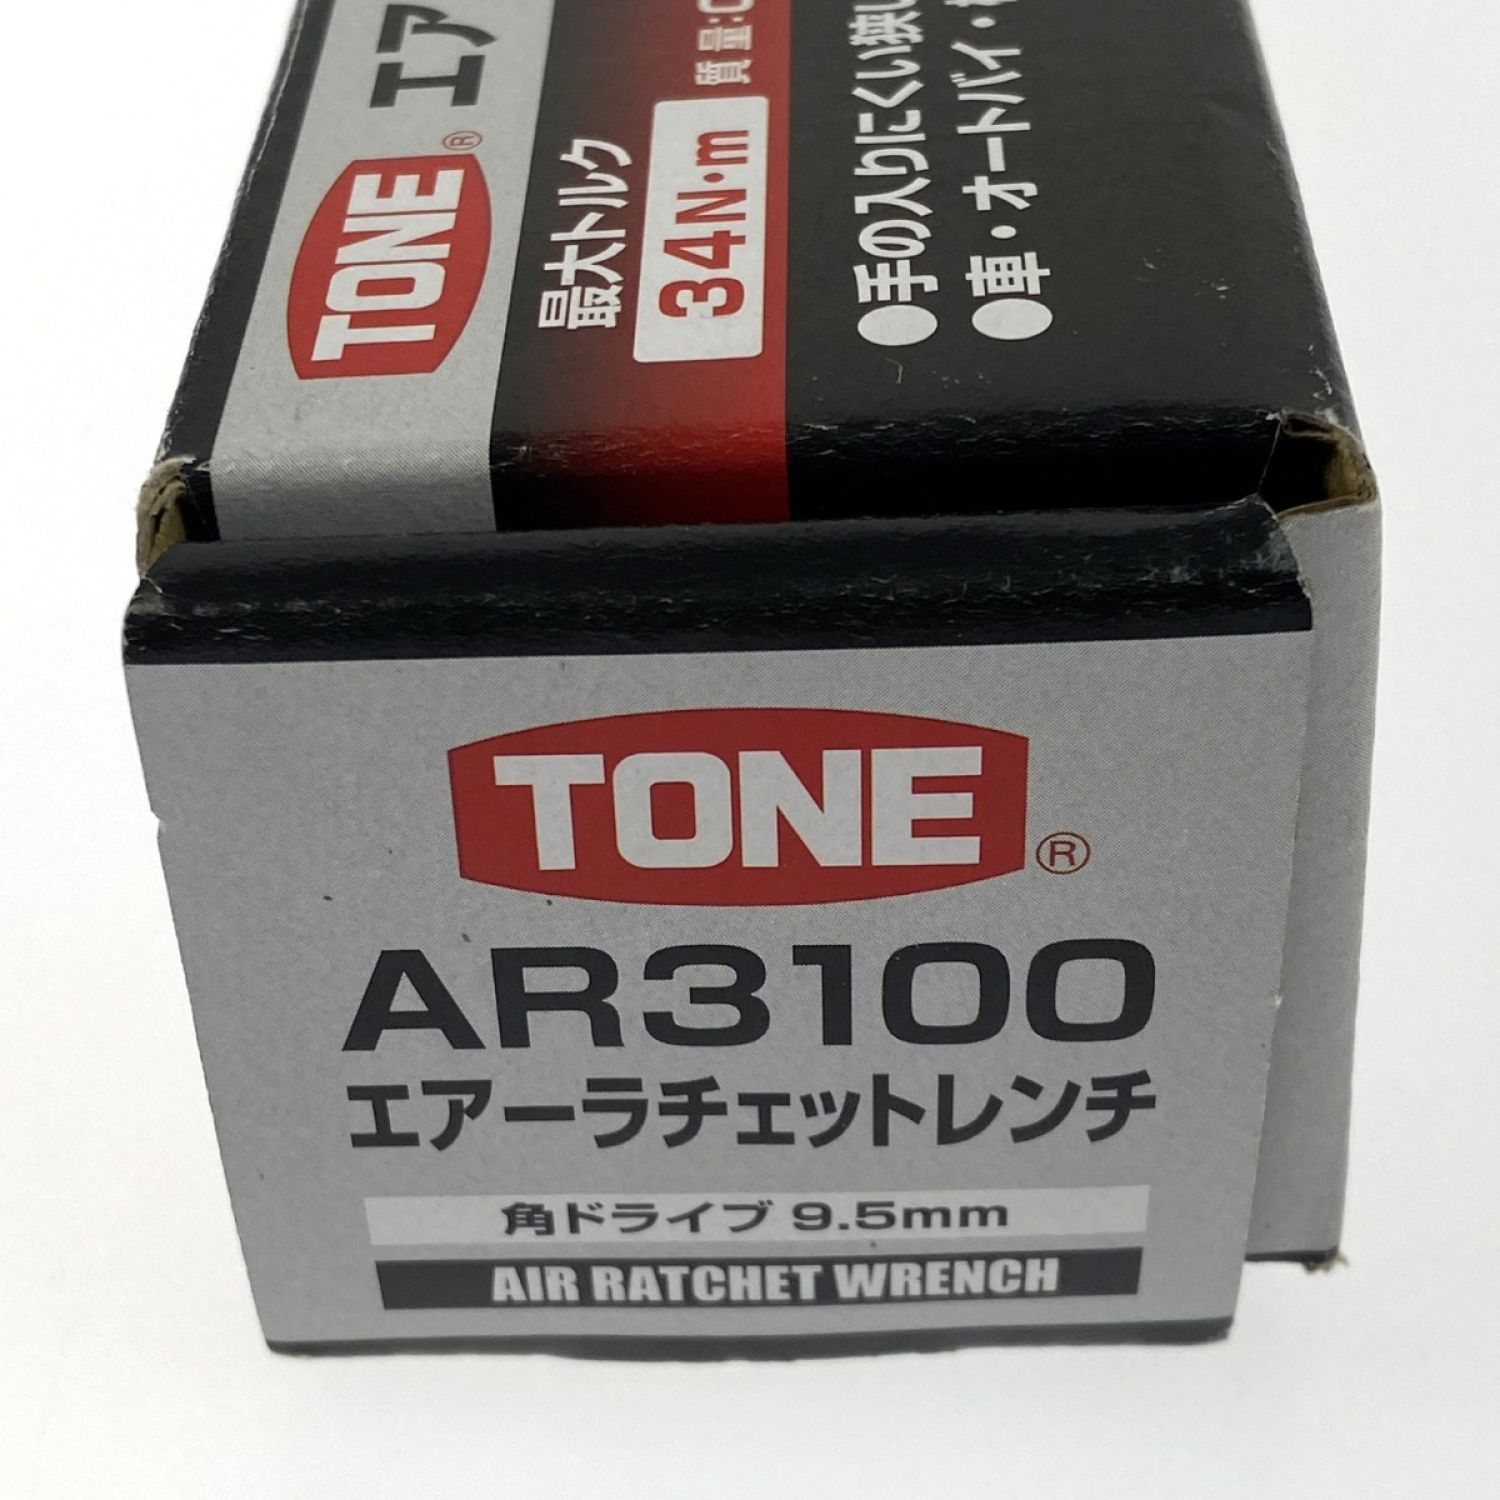 TONE® エア
最大トルク
34N・m
質量:0
●手の入りにくい狭い
●車・オートバイ・
TONE®
AR3100
エアーラチェットレンチ
角ドライブ 9.5mm
AIR RATCHET WRENCH